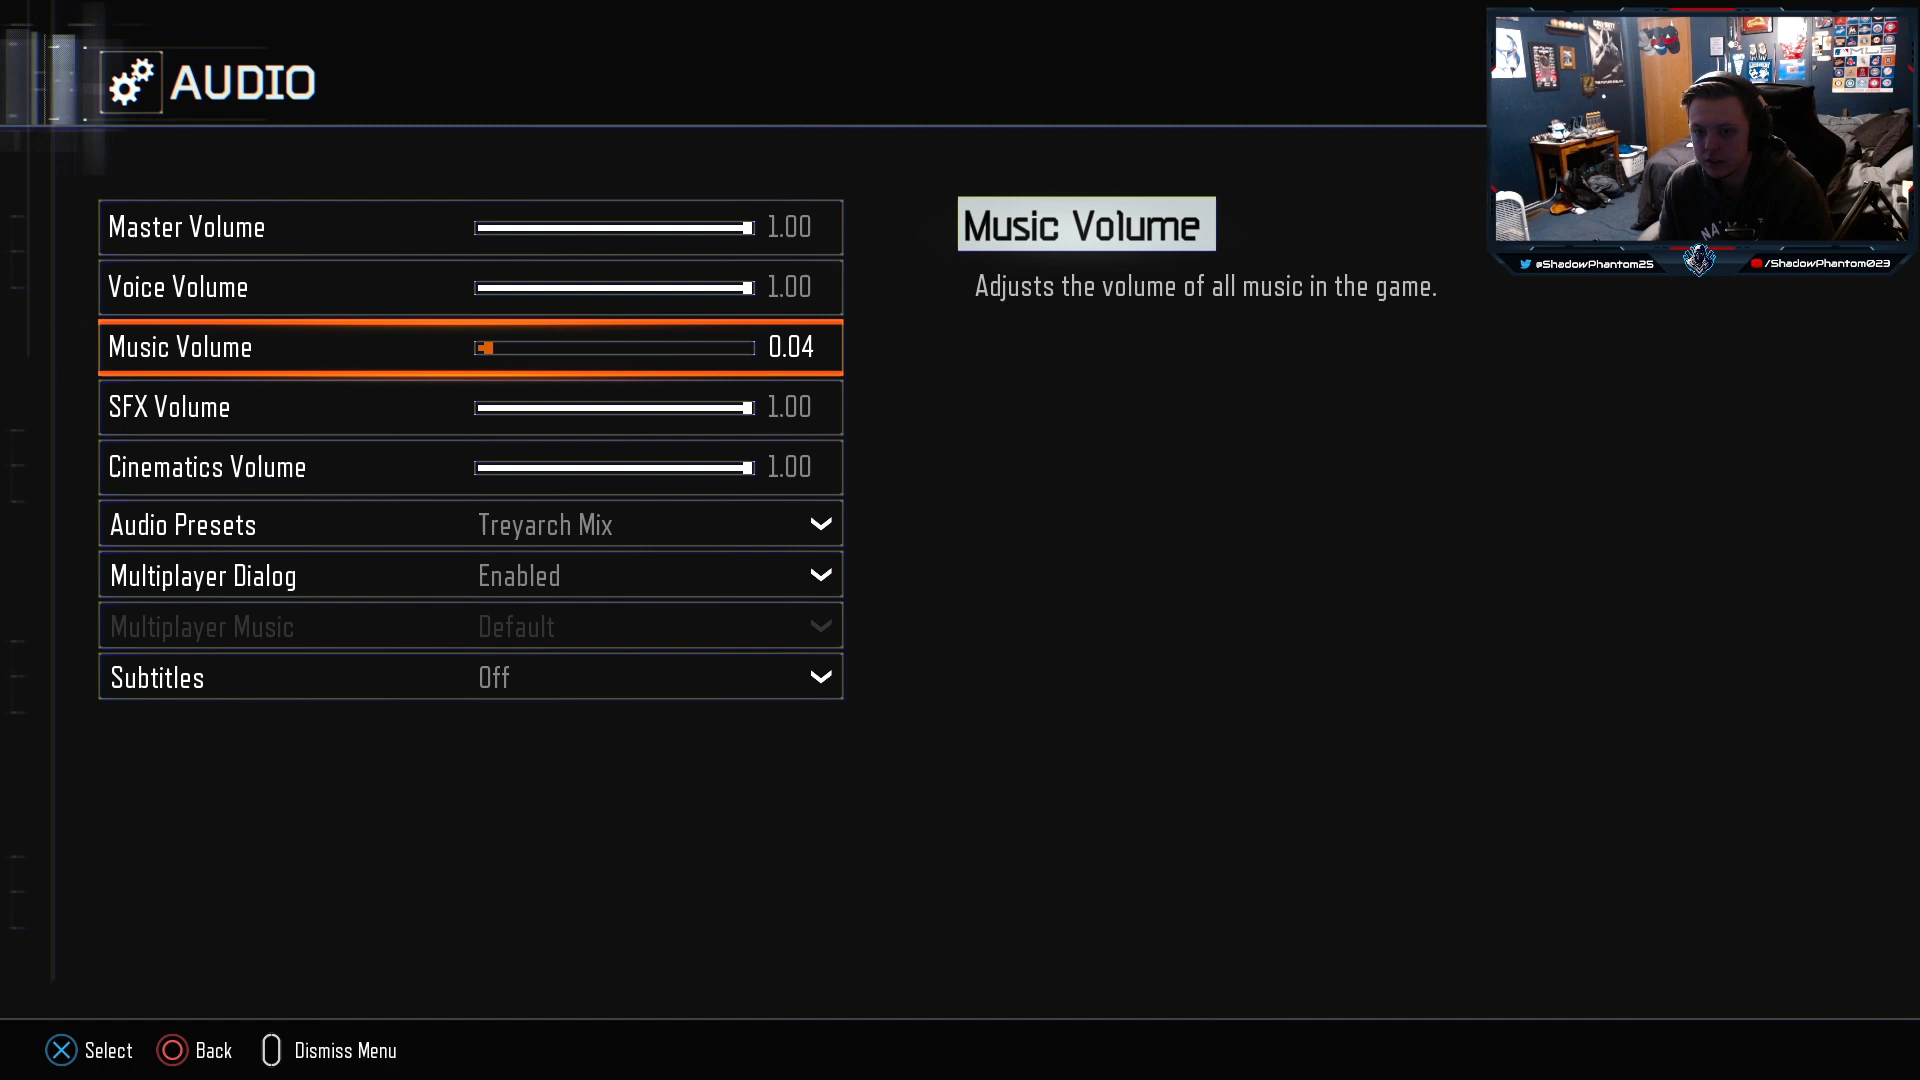 AUDIO
Master Volume 1.00
Voice Volume 1.00
Music Volume 0.04
SFX Volume 1.00
Cinematics Volume 1.00
Audio Presets Treyarch Mix
Multiplayer Dialog Enabled
Multiplayer Music Default
Subtitles Off
Music Volume
Adjusts the volume of all music in the game.
@ShadowPhantom25
/ShadowPhantom023
Select Back Dismiss Menu